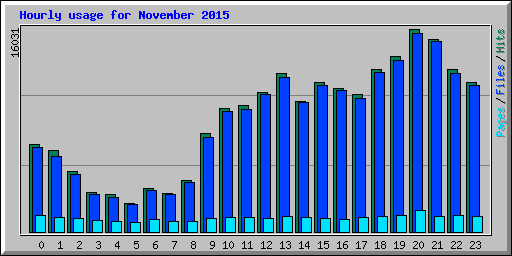 Hourly usage for November 2015
16031
Pages/Files/Hits
0 1 2 3 4 5 6 7 8 9 10 11 12 13 14 15 16 17 18 19 20 21 22 23